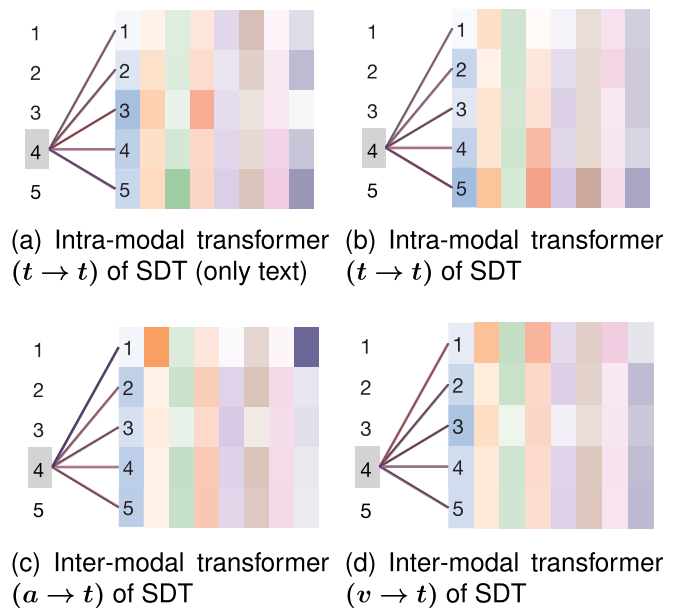 1 1
2 2
3 3
4 4
5 5
(a) Intra-modal transformer
(t → t) of SDT (only text)
1 1
2 2
3 3
4 4
5 5
(b) Intra-modal transformer
(t → t) of SDT
1 1
2 2
3 3
4 4
5 5
(c) Inter-modal transformer
(a → t) of SDT
1 1
2 2
3 3
4 4
5 5
(d) Inter-modal transformer
(v → t) of SDT